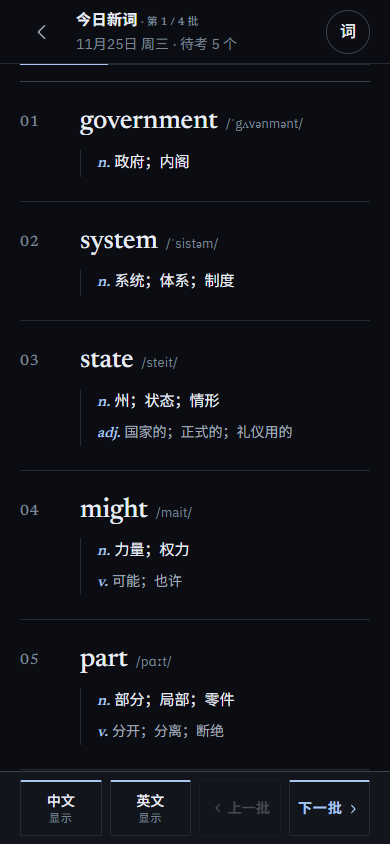 今日新词 · 第 1 / 4 批
11月25日 周三 · 待考 5 个
词
01 government /ˈgʌvənmənt/
n. 政府；内阁
02 system /ˈsistəm/
n. 系统；体系；制度
03 state /steit/
n. 州；状态；情形
adj. 国家的；正式的；礼仪用的
04 might /mait/
n. 力量；权力
v. 可能；也许
05 part /pɑːt/
n. 部分；局部；零件
v. 分开；分离；断绝
中文 英文 上一批 下一批
显示 显示